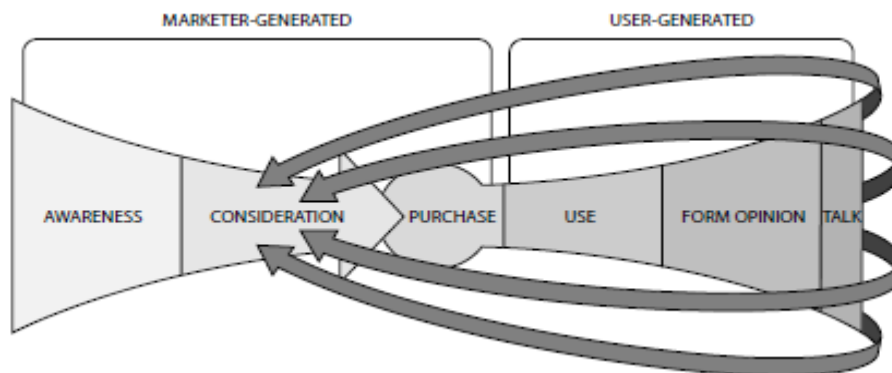 MARKETER-GENERATED
USER-GENERATED
AWARENESS
CONSIDERATION
PURCHASE
USE
FORM OPINION
TALK